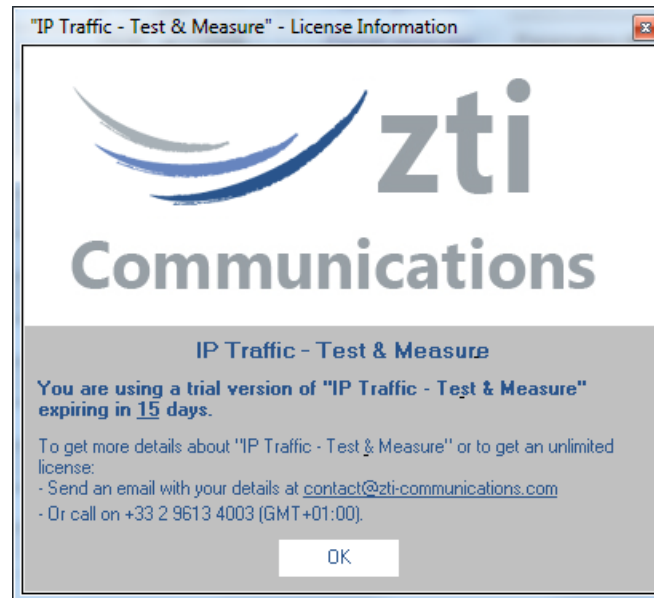 "IP Traffic - Test & Measure" - License Information
zti
Communications
IP Traffic - Test & Measure
You are using a trial version of "IP Traffic - Test & Measure"
expiring in 15 days.
To get more details about "IP Traffic - Test & Measure" or to get an unlimited
license:
- Send an email with your details at contact@zti-communications.com
- Or call on +33 2 9613 4003 (GMT+01:00).
OK